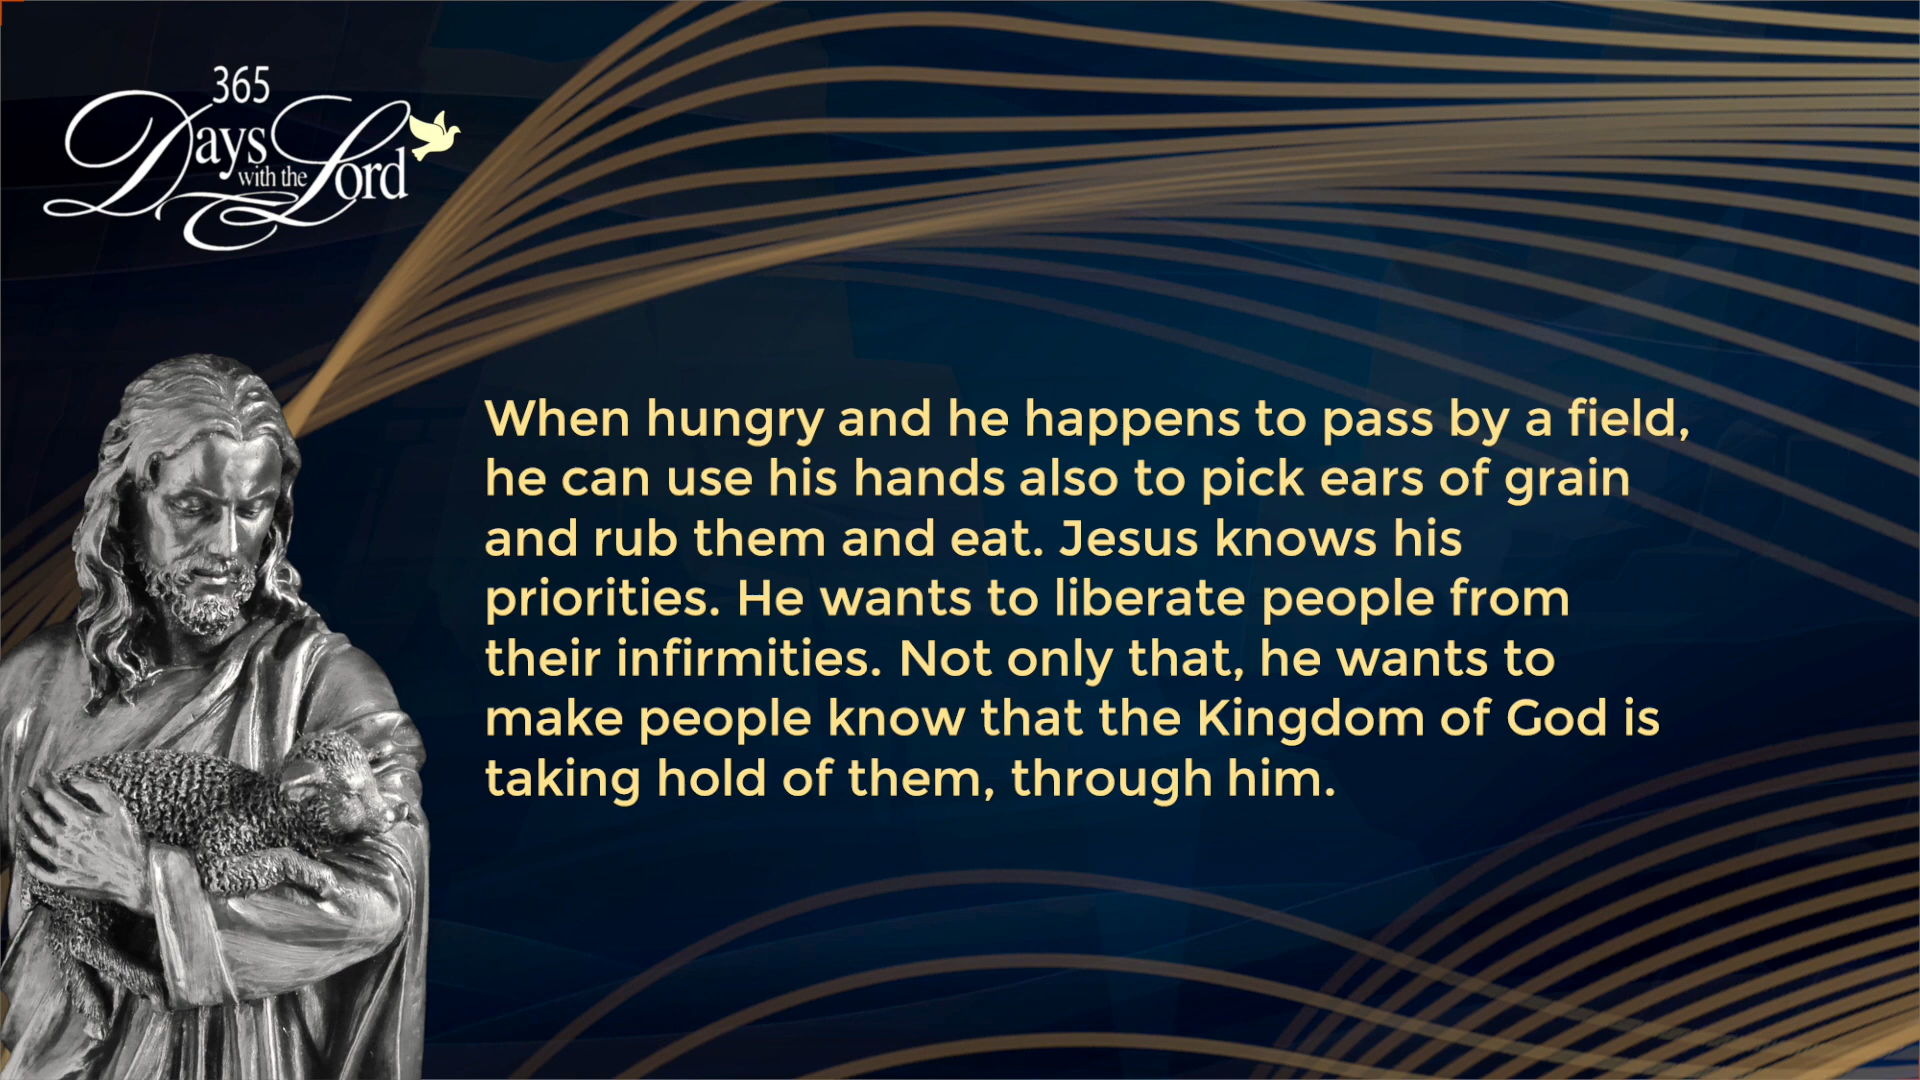 365
Days
with the
Lord
When hungry and he happens to pass by a field,
he can use his hands also to pick ears of grain
and rub them and eat. Jesus knows his
priorities. He wants to liberate people from
their infirmities. Not only that, he wants to
make people know that the Kingdom of God is
taking hold of them, through him.